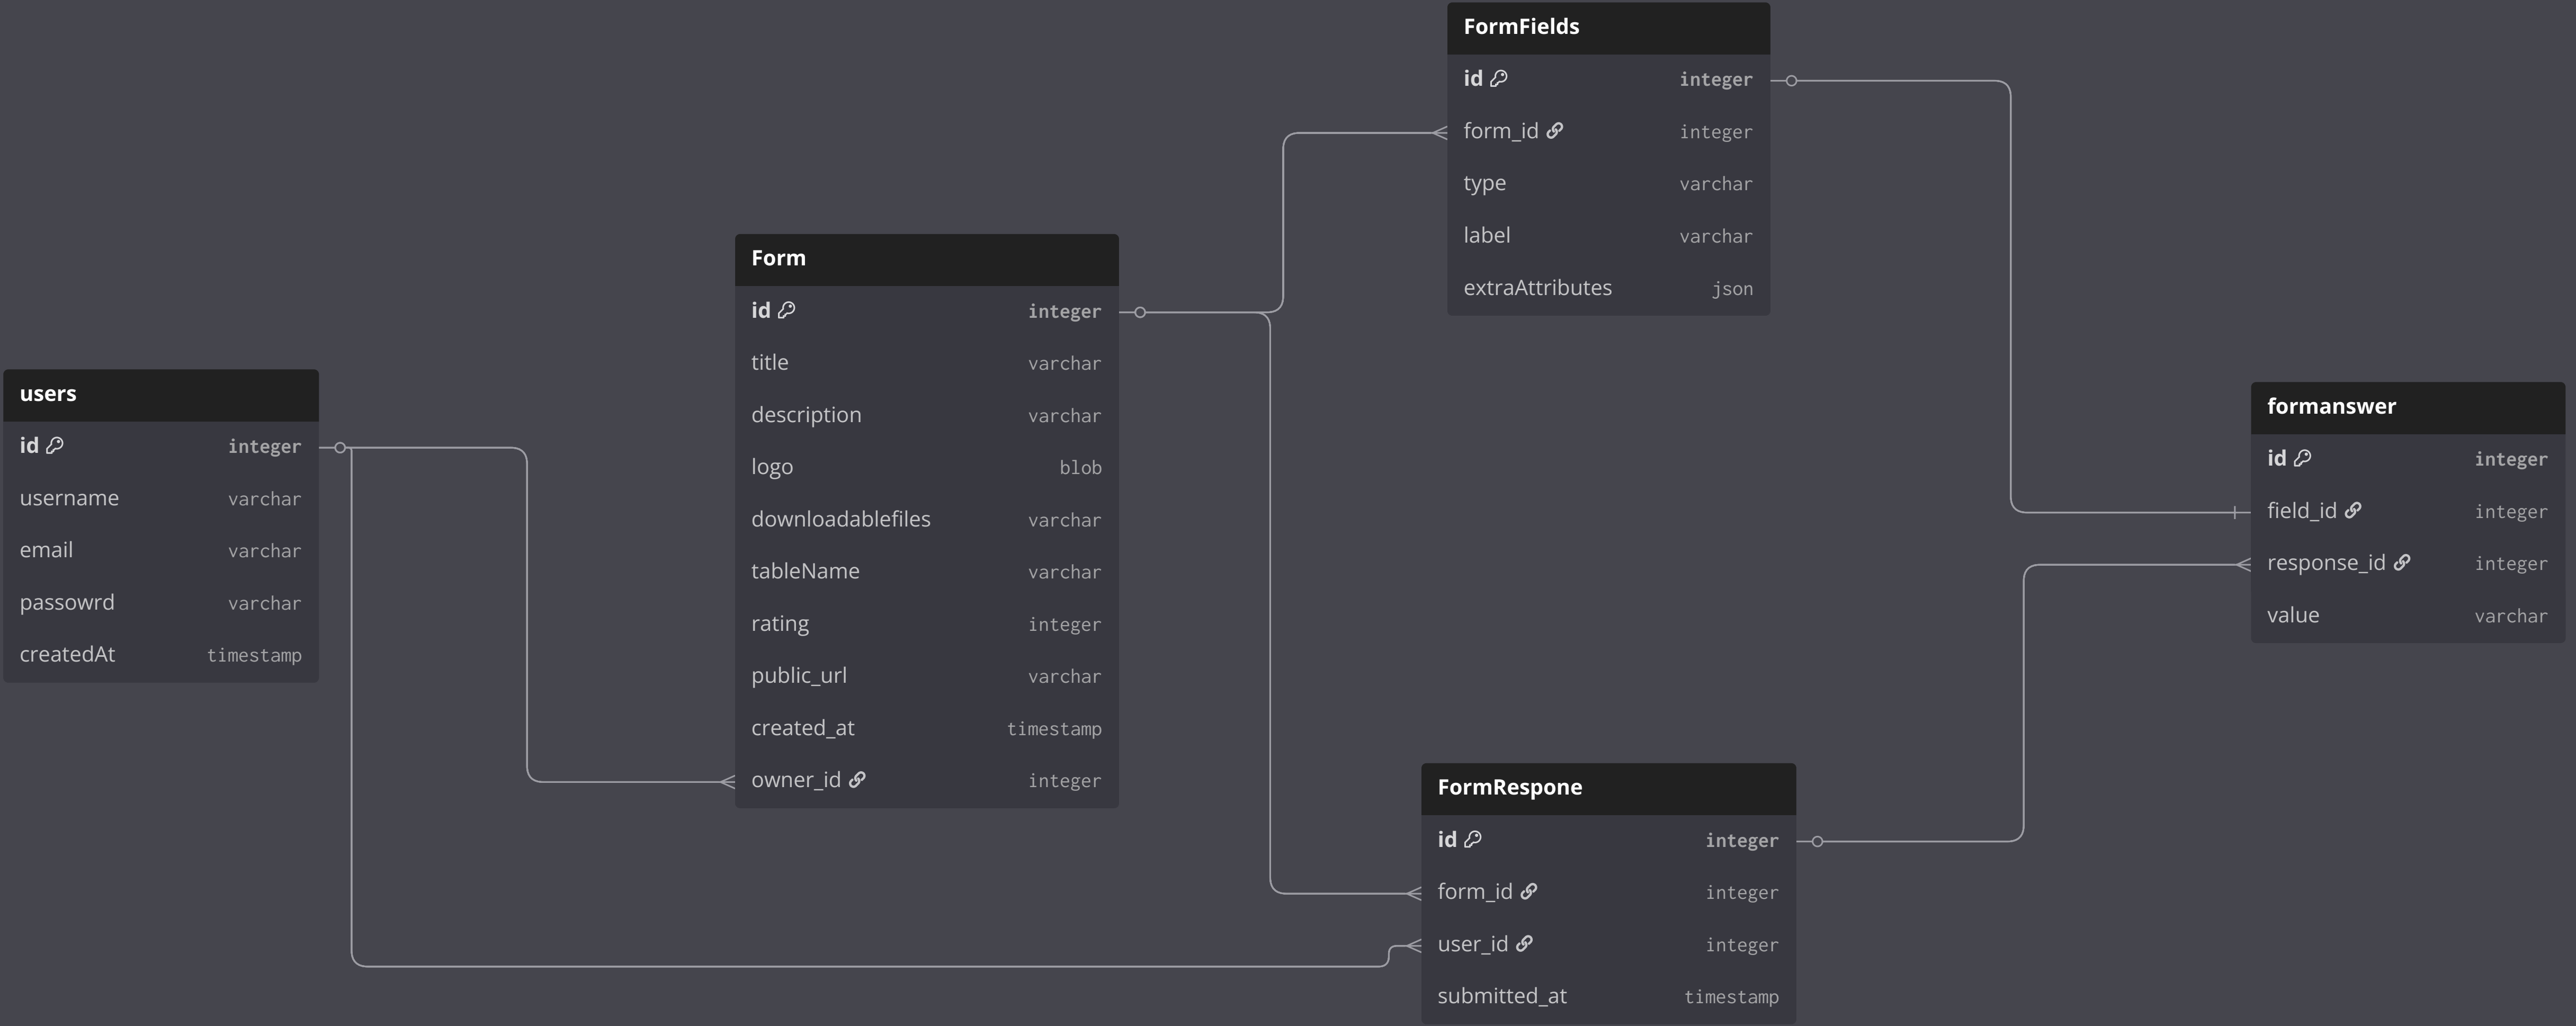 users
id integer
username varchar
email varchar
passowrd varchar
createdAt timestamp
Form
id integer
title varchar
description varchar
logo blob
downloadablefiles varchar
tableName varchar
rating integer
public_url varchar
created_at timestamp
owner_id integer
FormFields
id integer
form_id integer
type varchar
label varchar
extraAttributes json
FormRespone
id integer
form_id integer
user_id integer
submitted_at timestamp
formanswer
id integer
field_id integer
response_id integer
value varchar